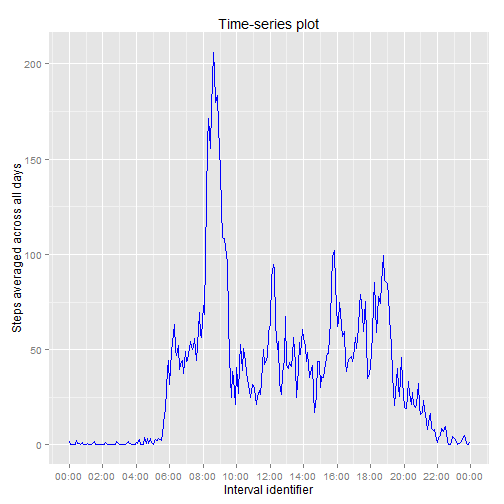 Time-series plot
Steps averaged across all days
200
150
100
50
0
00:00 02:00 04:00 06:00 08:00 10:00 12:00 14:00 16:00 18:00 20:00 22:00 00:00
Interval identifier